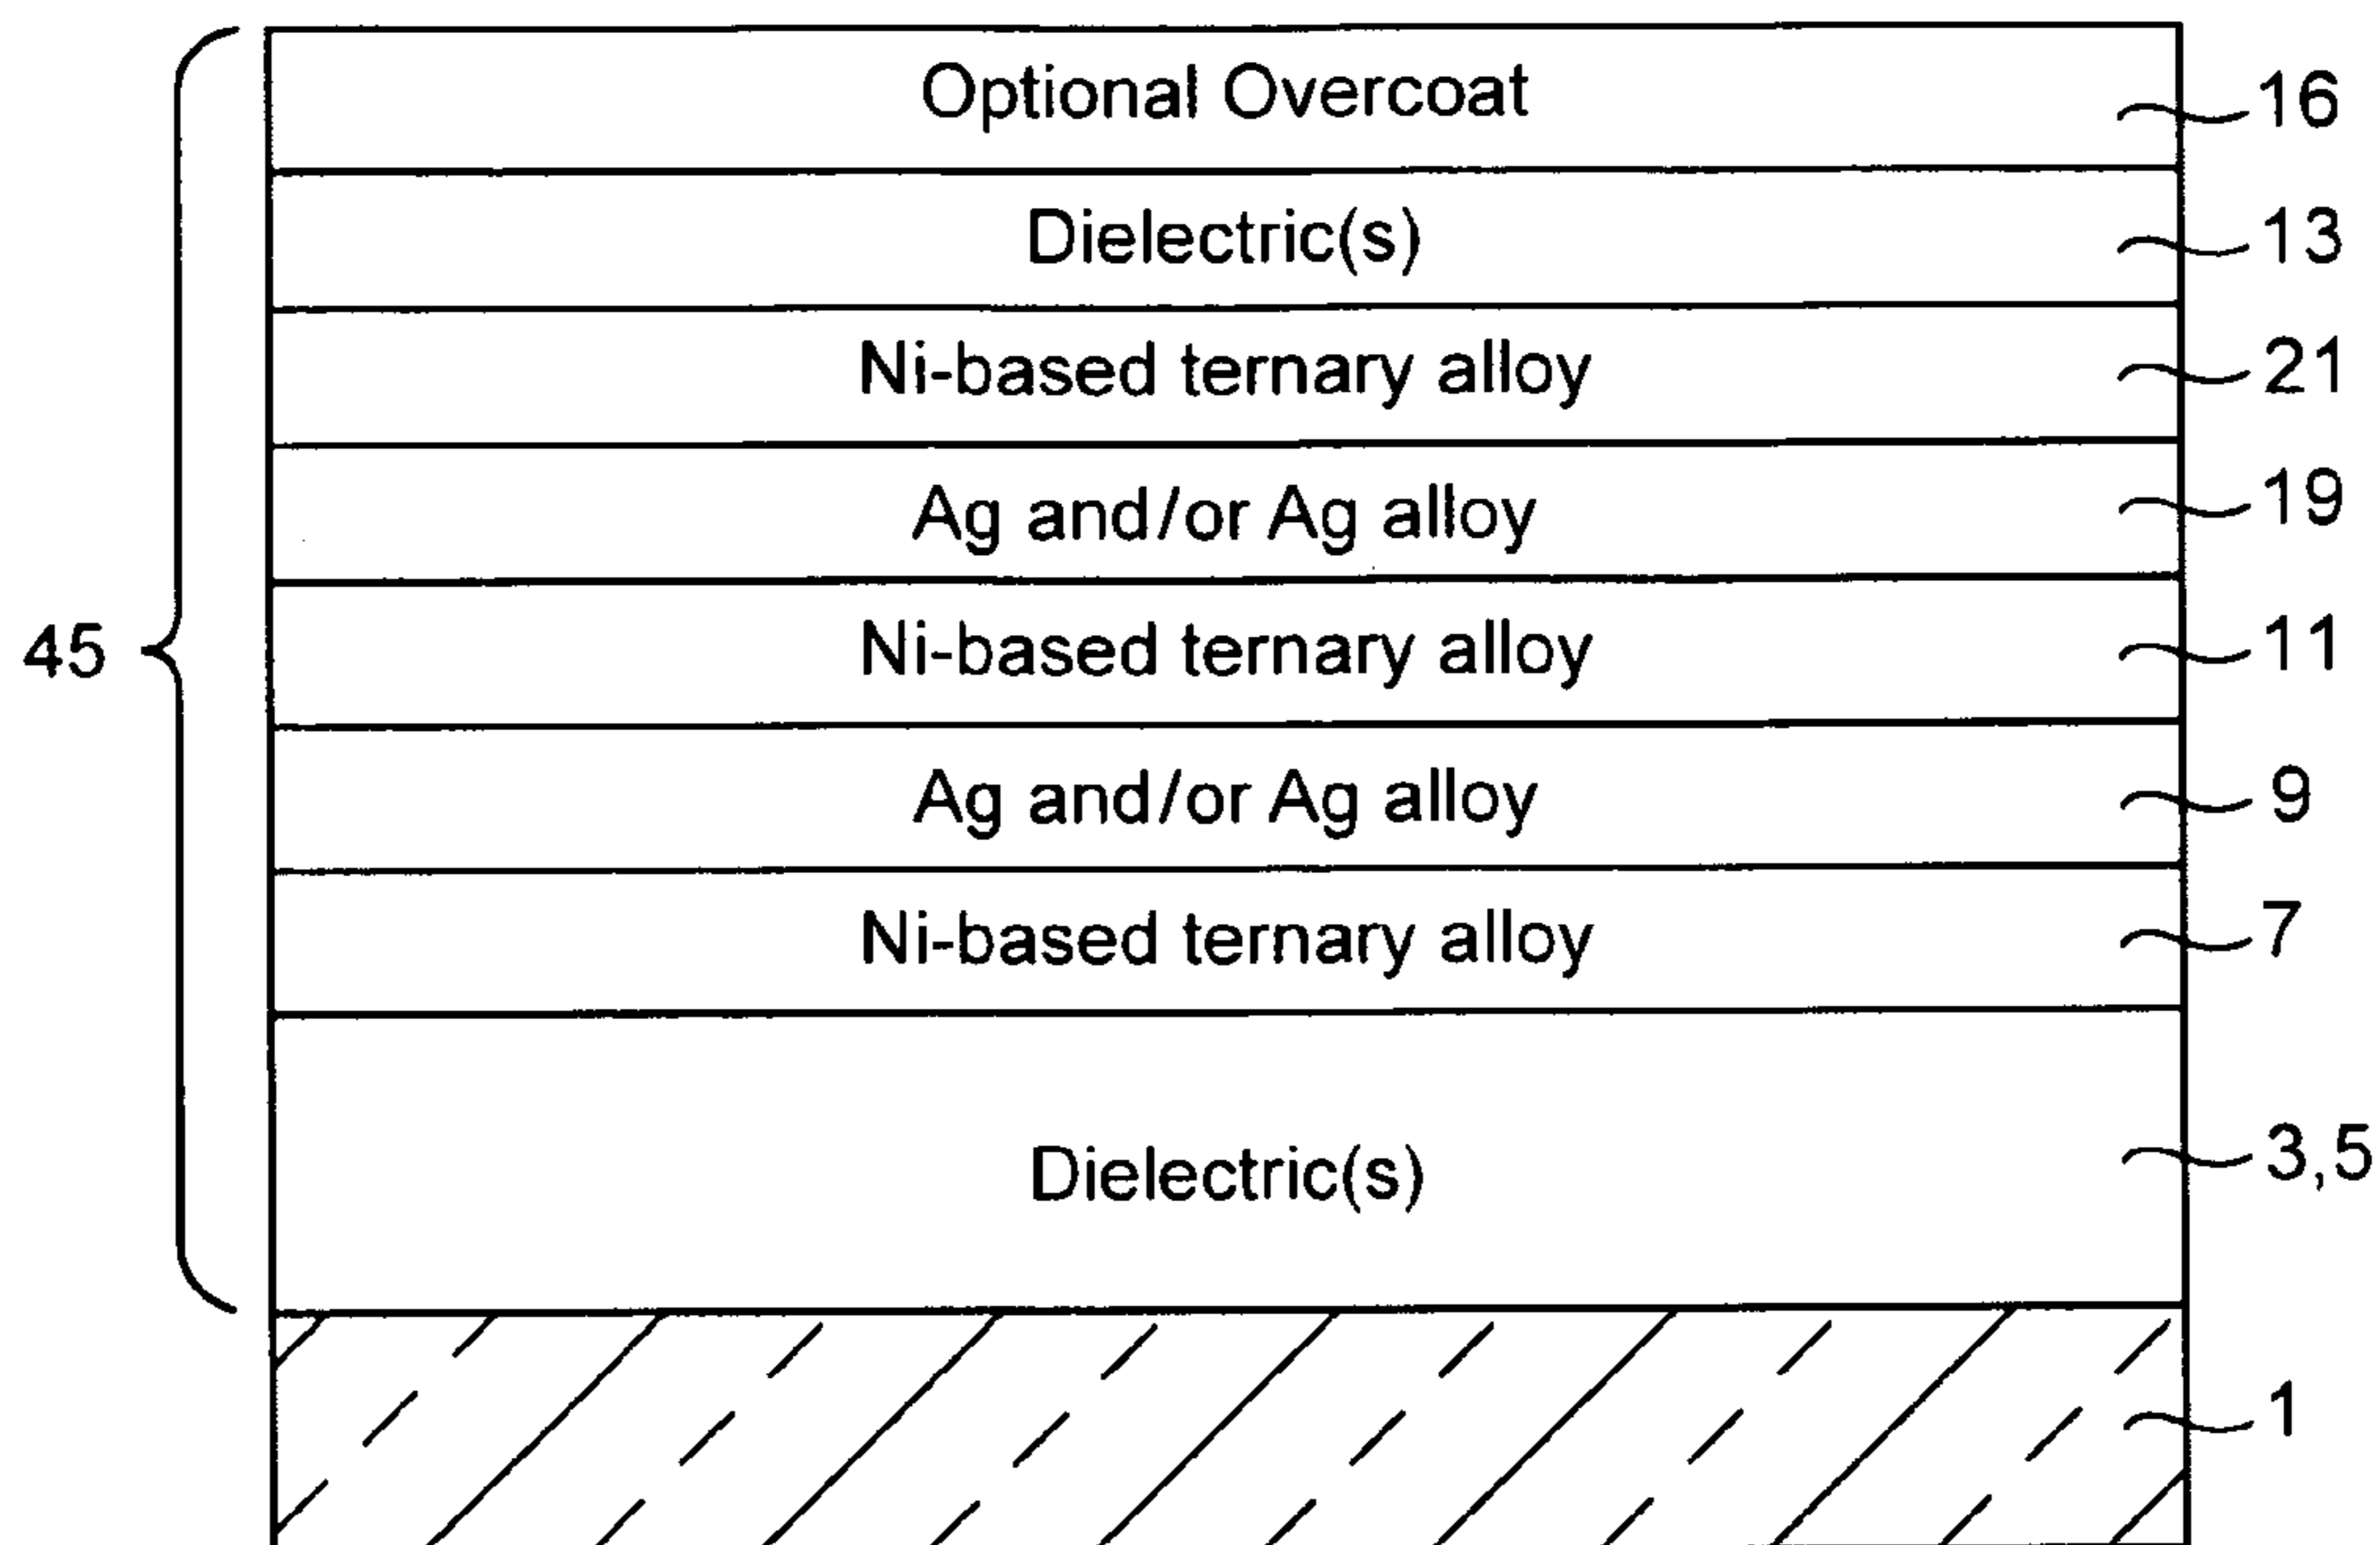 Optional Overcoat 16
Dielectric(s) 13
Ni-based ternary alloy 21
Ag and/or Ag alloy 19
45
Ni-based ternary alloy 11
Ag and/or Ag alloy 9
Ni-based ternary alloy 7
Dielectric(s) 3,5
1